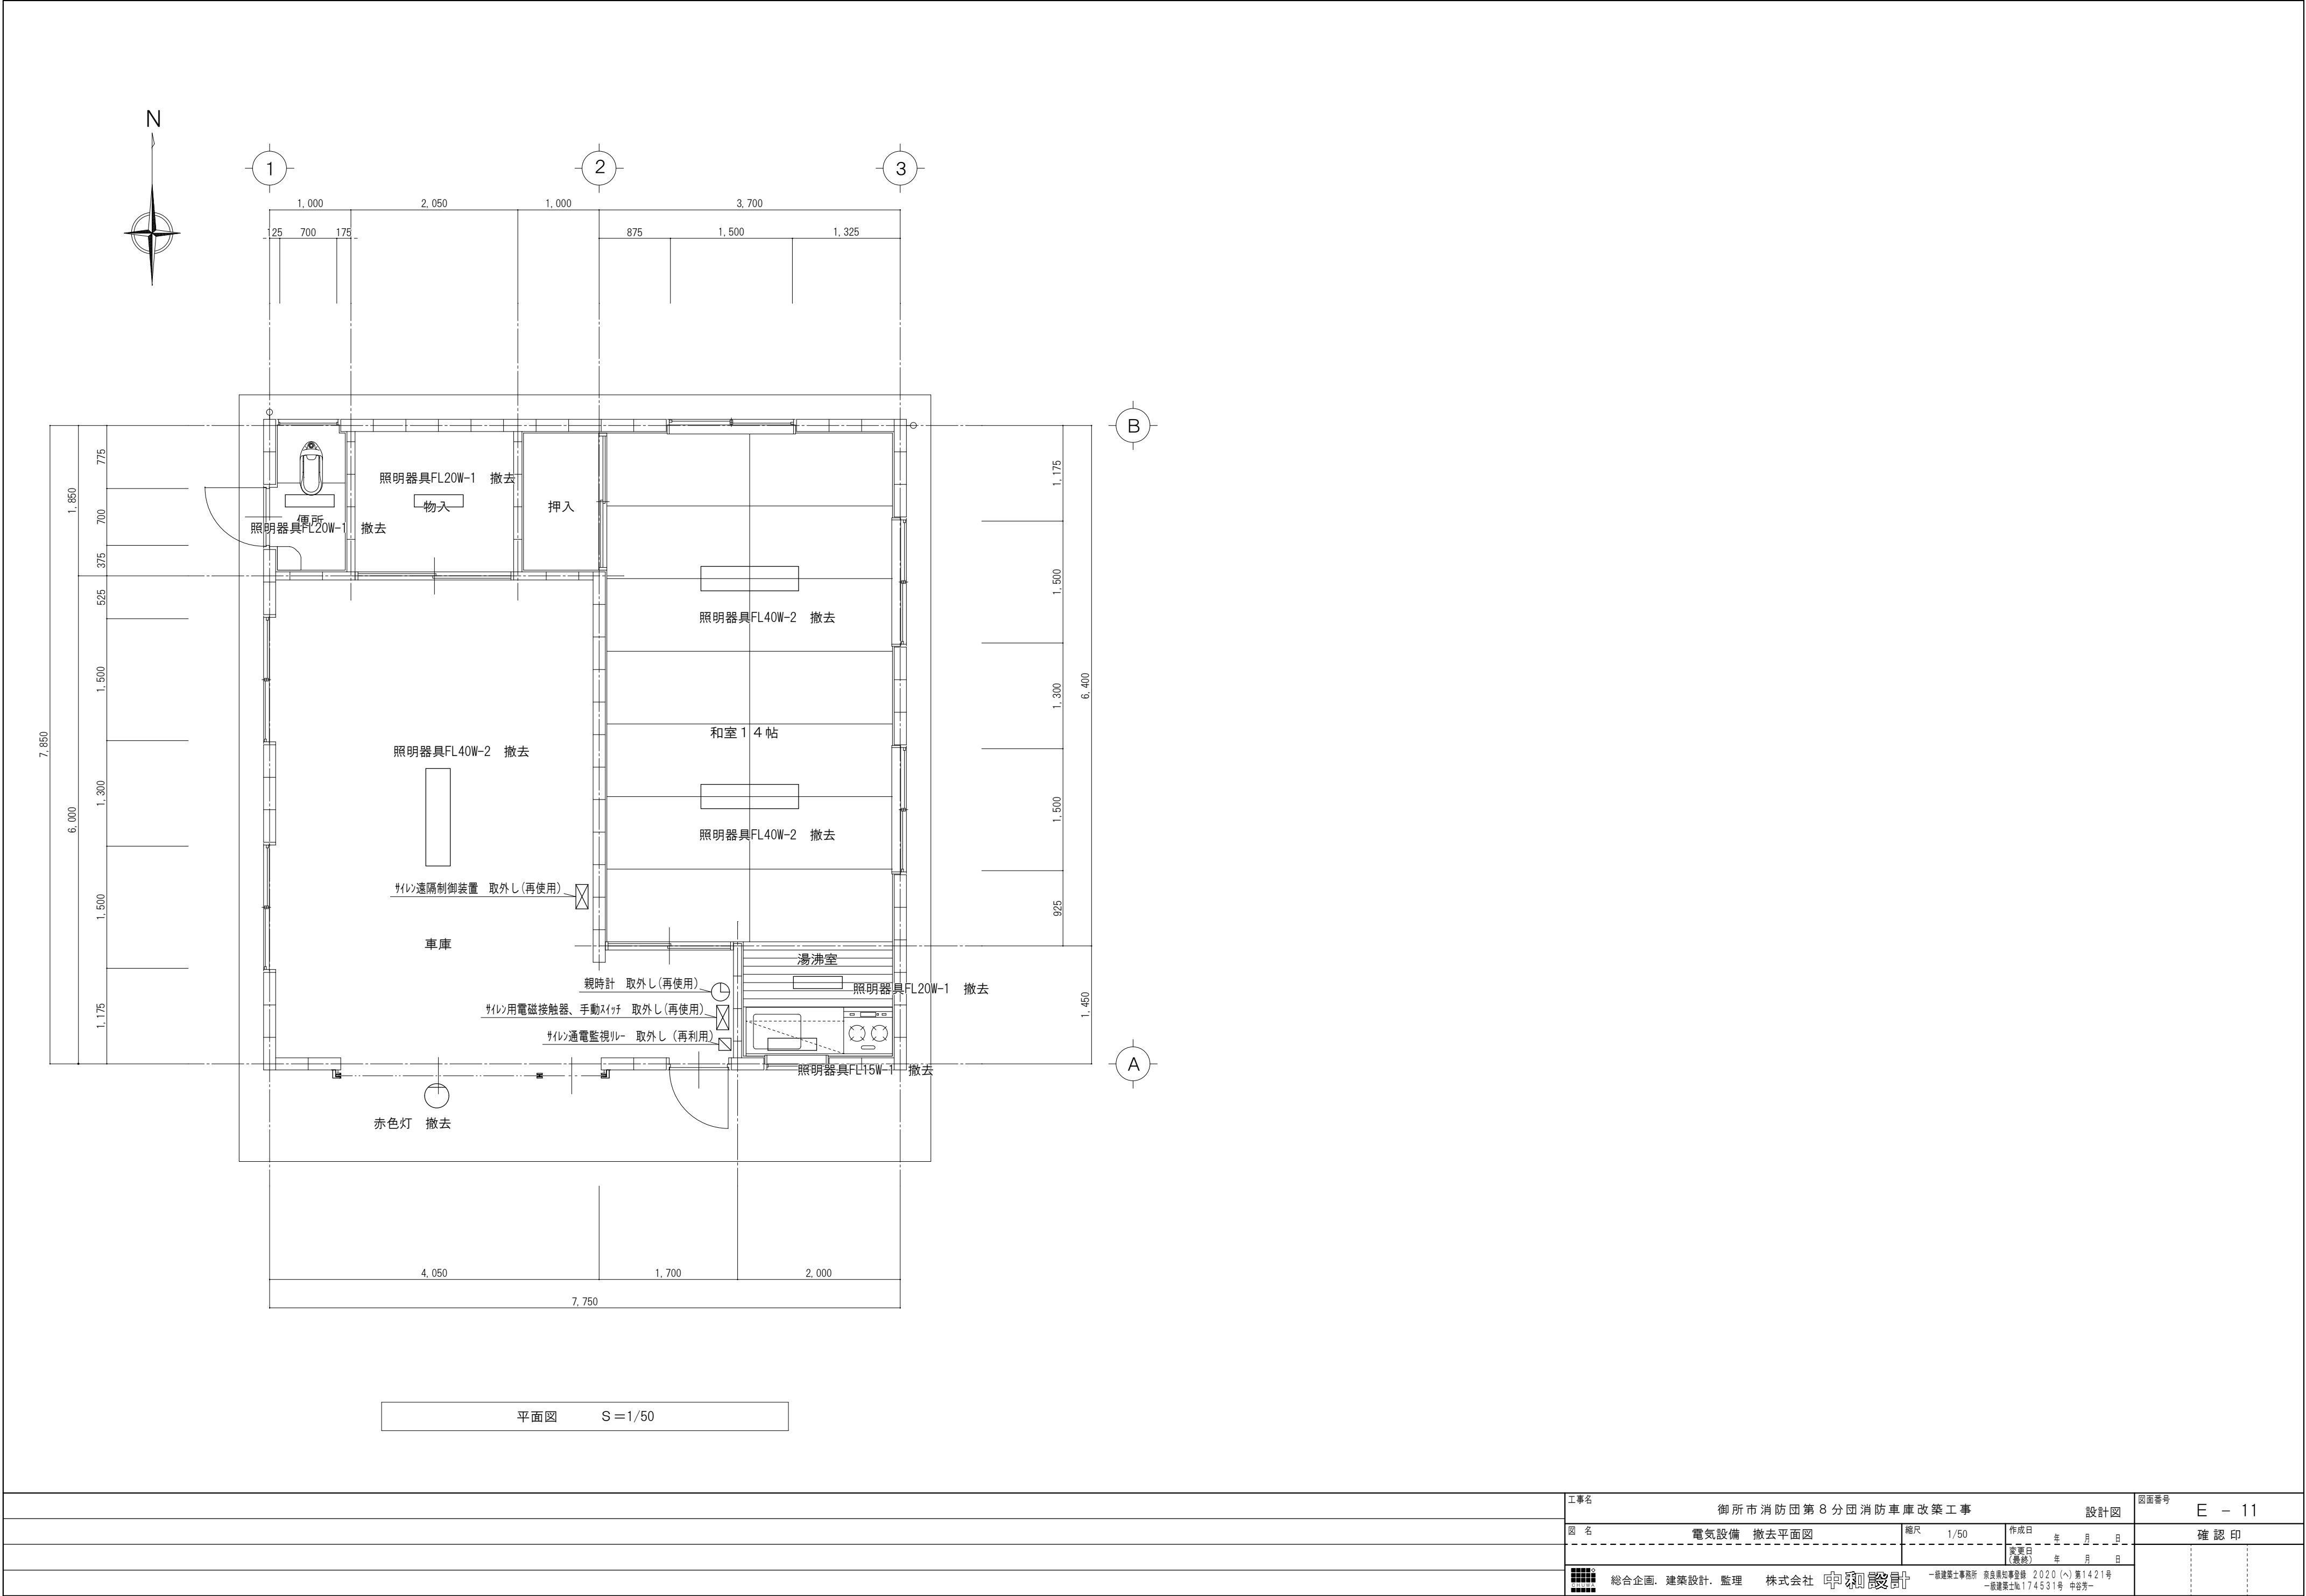 N
1
2
3
1,000
2,050
1,000
3,700
125
700
175
875
1,500
1,325
B
A
775
700
375
525
1,500
1,300
1,500
1,175
1,850
6,000
7,850
1,175
1,500
1,300
1,500
925
6,400
1,450
照明器具FL20W-1　撤去
物入
押入
便所
照明器具FL20W-1　撤去
照明器具FL40W-2　撤去
和室１４帖
照明器具FL40W-2　撤去
照明器具FL40W-2　撤去
ｻｲﾚﾝ遠隔制御装置　取外し(再使用)
車庫
湯沸室
親時計　取外し(再使用)
照明器具FL20W-1　撤去
ｻｲﾚﾝ用電磁接触器、手動ｽｲｯﾁ　取外し(再使用)
ｻｲﾚﾝ通電監視ﾘﾚｰ　取外し（再利用)
照明器具FL15W-1　撤去
赤色灯　撤去
4,050
1,700
2,000
7,750
平面図　　Ｓ＝1/50
工事名
御所市消防団第８分団消防車庫改築工事
設計図
図面番号
E － 11
図 名
電気設備　撤去平面図
縮尺
1/50
作成日
年　月　日
確認印
変更日
(最終)
年　月　日
CHUWA
総合企画．建築設計．監理　株式会社 中和設計
一級建築士事務所　奈良県知事登録　２０２０（ヘ）第１４２１号
一級建築士№１７４５３１号　中谷芳一